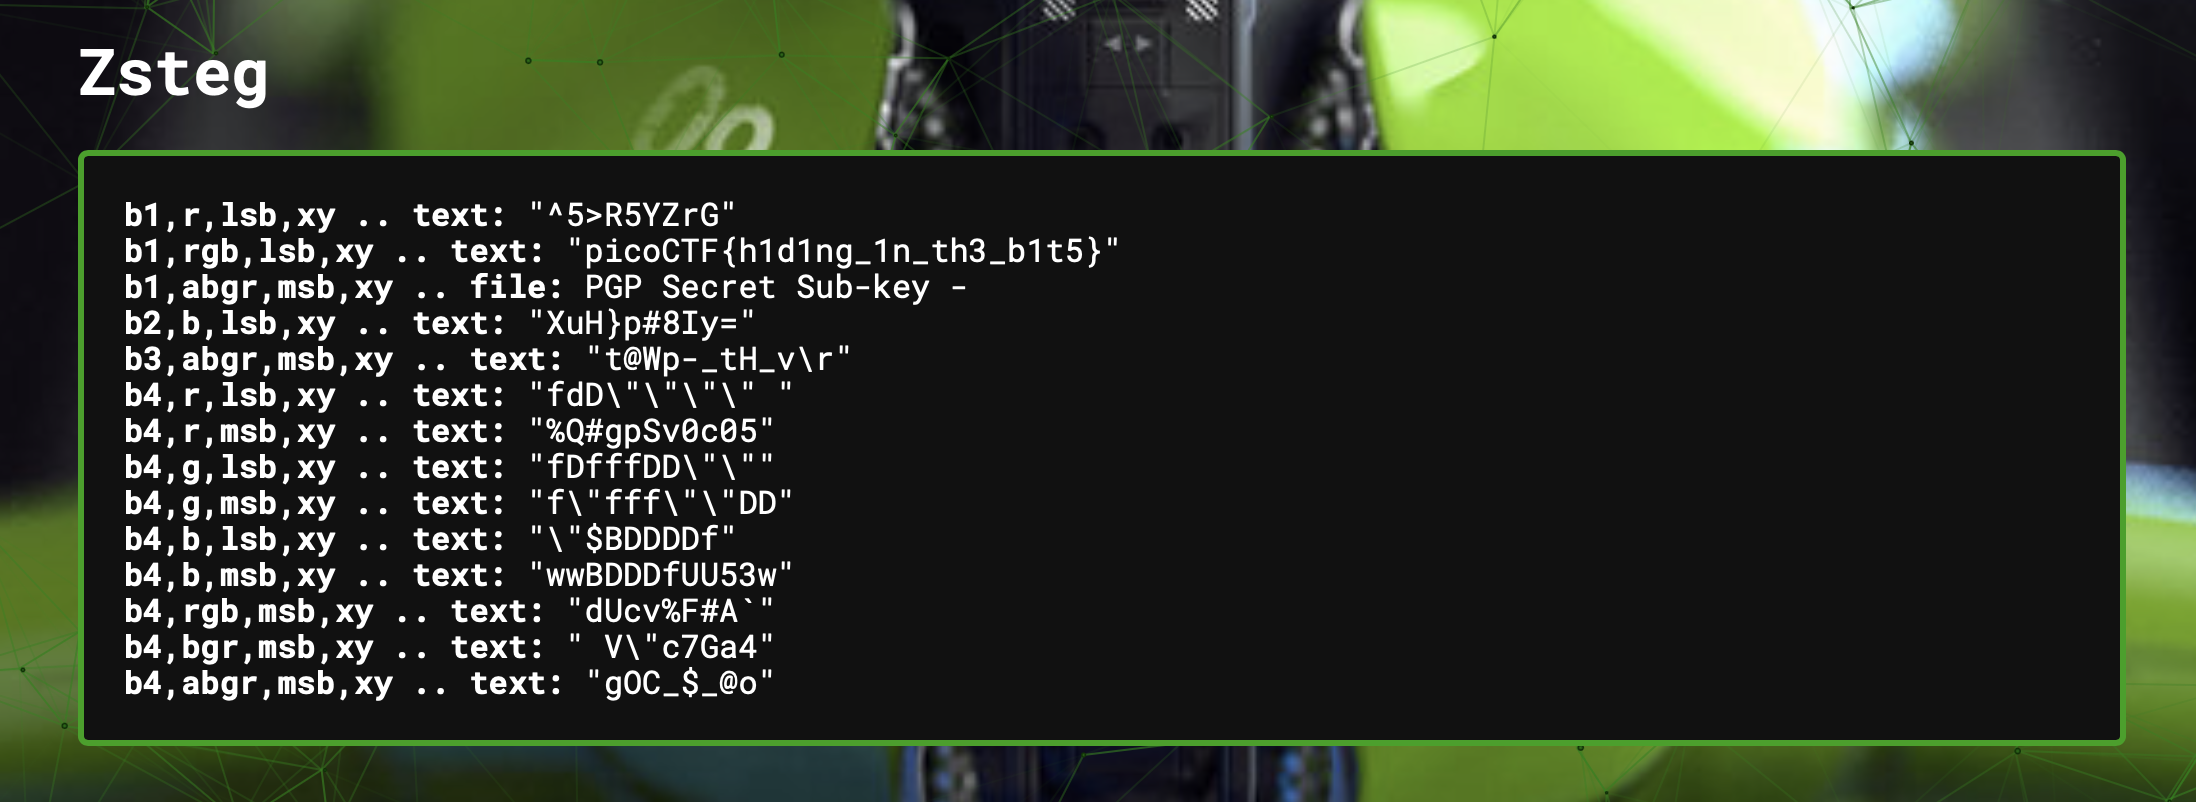 Zsteg
b1,r,lsb,xy .. text: "^5>R5YZrG"
b1,rgb,lsb,xy .. text: "picoCTF{h1d1ng_1n_th3_b1t5}"
b1,abgr,msb,xy .. file: PGP Secret Sub-key -
b2,b,lsb,xy .. text: "XuH}p#8Iy="
b3,abgr,msb,xy .. text: "t@Wp-_tH_v\r"
b4,r,lsb,xy .. text: "fdD\"\"\"\" "
b4,r,msb,xy .. text: "%Q#gpSv0c05"
b4,g,lsb,xy .. text: "fDfffDD\"\""
b4,g,msb,xy .. text: "f\"fff\"\"DD"
b4,b,lsb,xy .. text: "\"$BDDDDf"
b4,b,msb,xy .. text: "wwBDDDfUU53w"
b4,rgb,msb,xy .. text: "dUcv%F#A`"
b4,bgr,msb,xy .. text: " V\"c7Ga4"
b4,abgr,msb,xy .. text: "gOC_$_@o"